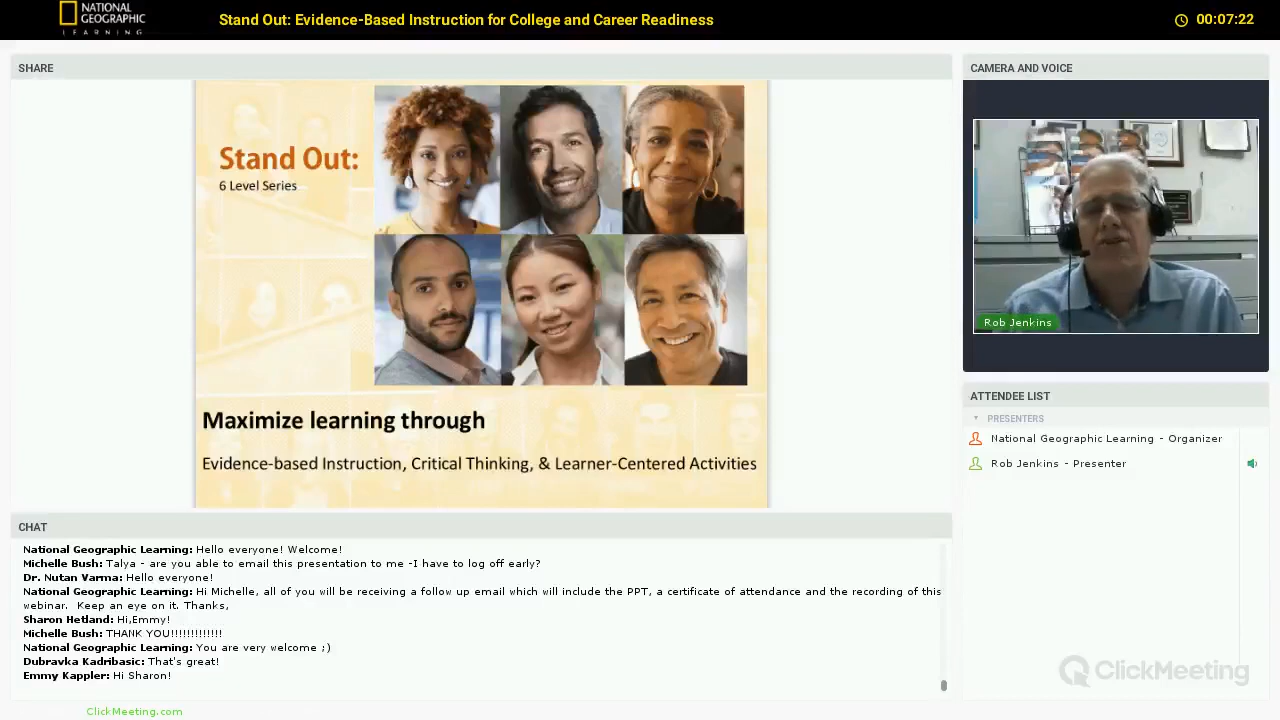 NATIONAL
GEOGRAPHIC
LEARNING
Stand Out: Evidence-Based Instruction for College and Career Readiness
00:07:22
SHARE
Stand Out:
6 Level Series
Maximize learning through
Evidence-based Instruction, Critical Thinking, & Learner-Centered Activities
CAMERA AND VOICE
Rob Jenkins
ATTENDEE LIST
PRESENTERS
National Geographic Learning - Organizer
Rob Jenkins - Presenter
CHAT
National Geographic Learning: Hello everyone! Welcome!
Michelle Bush: Talya - are you able to email this presentation to me -I have to log off early?
Dr. Nutan Varma: Hello everyone!
National Geographic Learning: Hi Michelle, all of you will be receiving a follow up email which will include the PPT, a certificate of attendance and the recording of this
webinar.  Keep an eye on it. Thanks,
Sharon Hetland: Hi,Emmy!
Michelle Bush: THANK YOU!!!!!!!!!!!!!
National Geographic Learning: You are very welcome ;)
Dubravka Kadribasic: That's great!
Emmy Kappler: Hi Sharon!
ClickMeeting
ClickMeeting.com